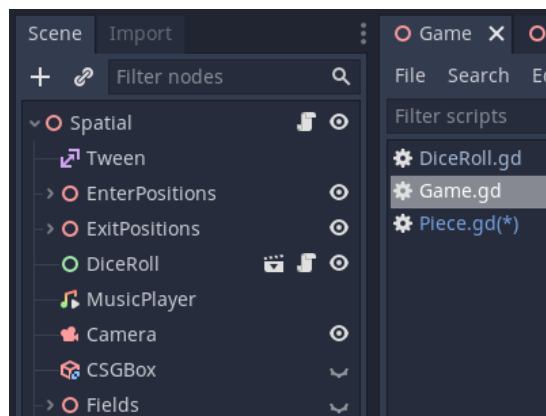 Scene Import
Filter nodes
Spatial
Tween
EnterPositions
ExitPositions
DiceRoll
MusicPlayer
Camera
CSGBox
Fields
Game
File Search
Filter scripts
DiceRoll.gd
Game.gd
Piece.gd(*)